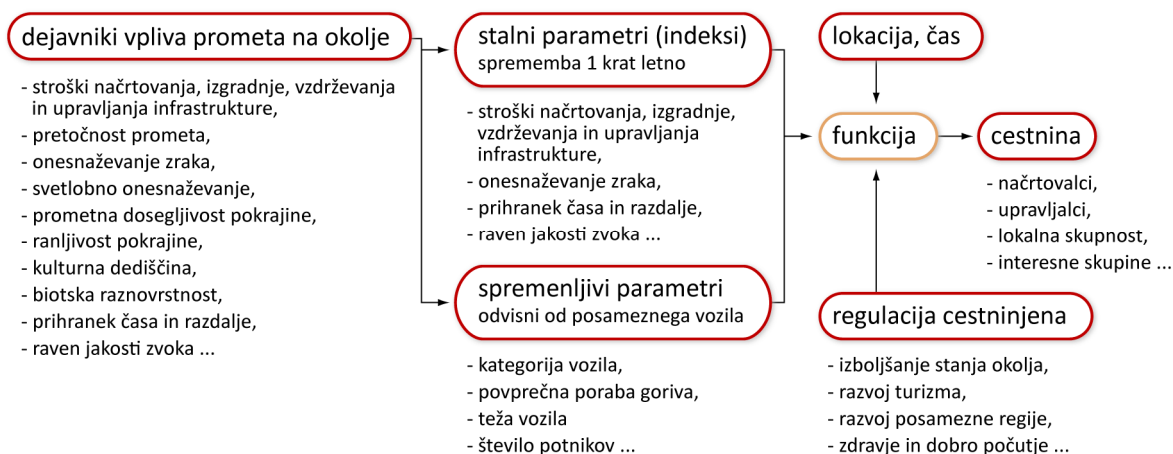 dejavniki vpliva prometa na okolje
- stroški načrtovanja, izgradnje, vzdrževanja
in upravljanja infrastrukture,
- pretočnost prometa,
- onesnaževanje zraka,
- svetlobno onesnaževanje,
- prometna dosegljivost pokrajine,
- ranljivost pokrajine,
- kulturna dediščina,
- biotska raznovrstnost,
- prihranek časa in razdalje,
- raven jakosti zvoka ...
stalni parametri (indeksi)
sprememba 1 krat letno
- stroški načrtovanja, izgradnje,
vzdrževanja in upravljanja
infrastrukture,
- onesnaževanje zraka,
- prihranek časa in razdalje,
- raven jakosti zvoka ...
spremenljivi parametri
odvisni od posameznega vozila
- kategorija vozila,
- povprečna poraba goriva,
- teža vozila
- število potnikov ...
lokacija, čas
funkcija
cestnina
- načrtovalci,
- upravljalci,
- lokalna skupnost,
- interesne skupine ...
regulacija cestninjena
- izboljšanje stanja okolja,
- razvoj turizma,
- razvoj posamezne regije,
- zdravje in dobro počutje ...